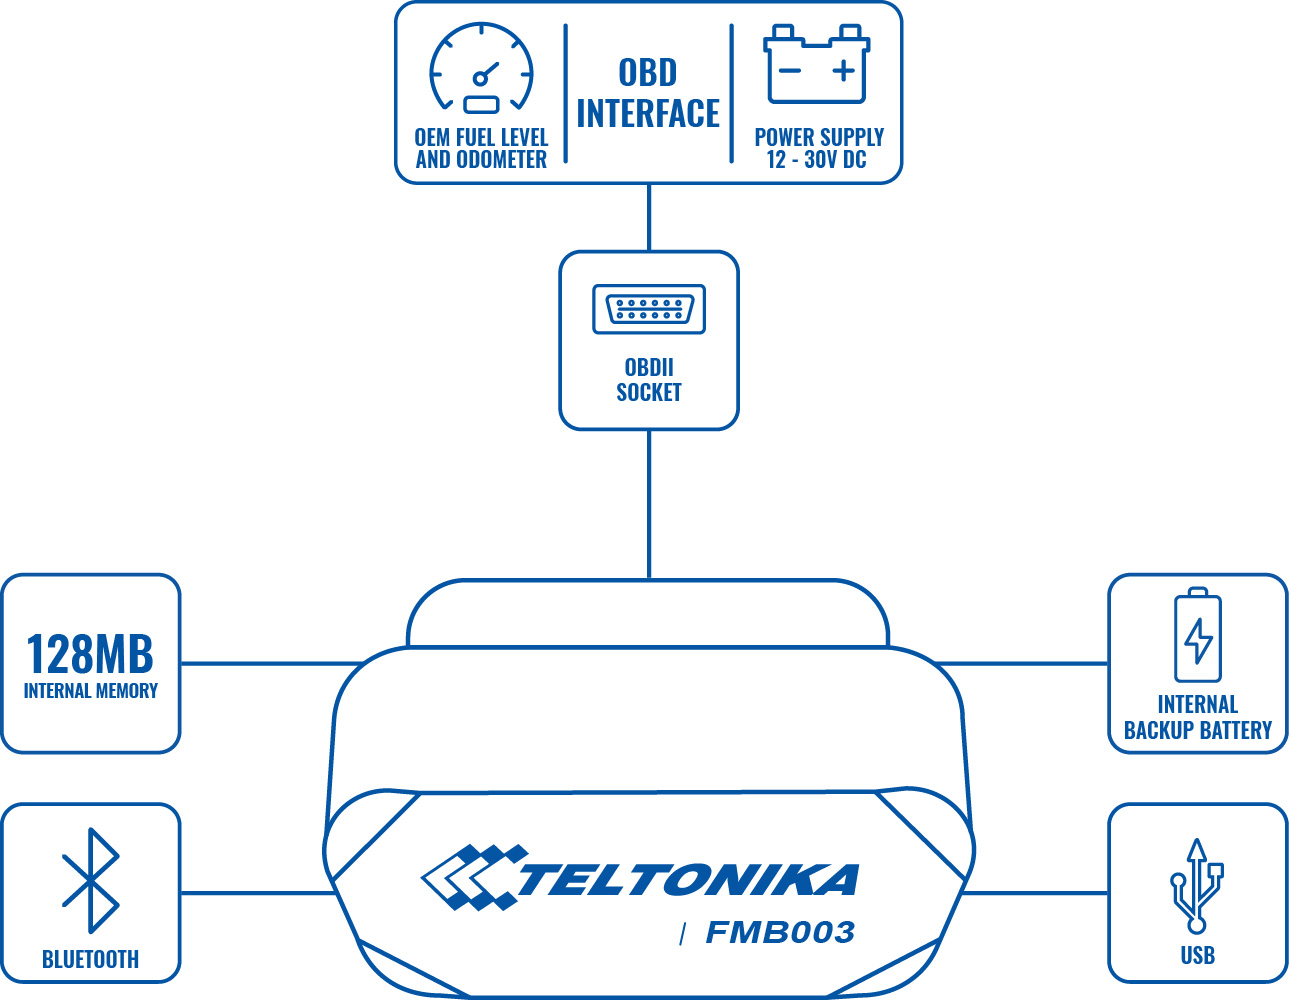 OEM FUEL LEVEL
AND ODOMETER
OBD
INTERFACE
POWER SUPPLY
12 - 30V DC
OBDII
SOCKET
128MB
INTERNAL MEMORY
INTERNAL
BACKUP BATTERY
BLUETOOTH
TELTONIKA
| FMB003
USB